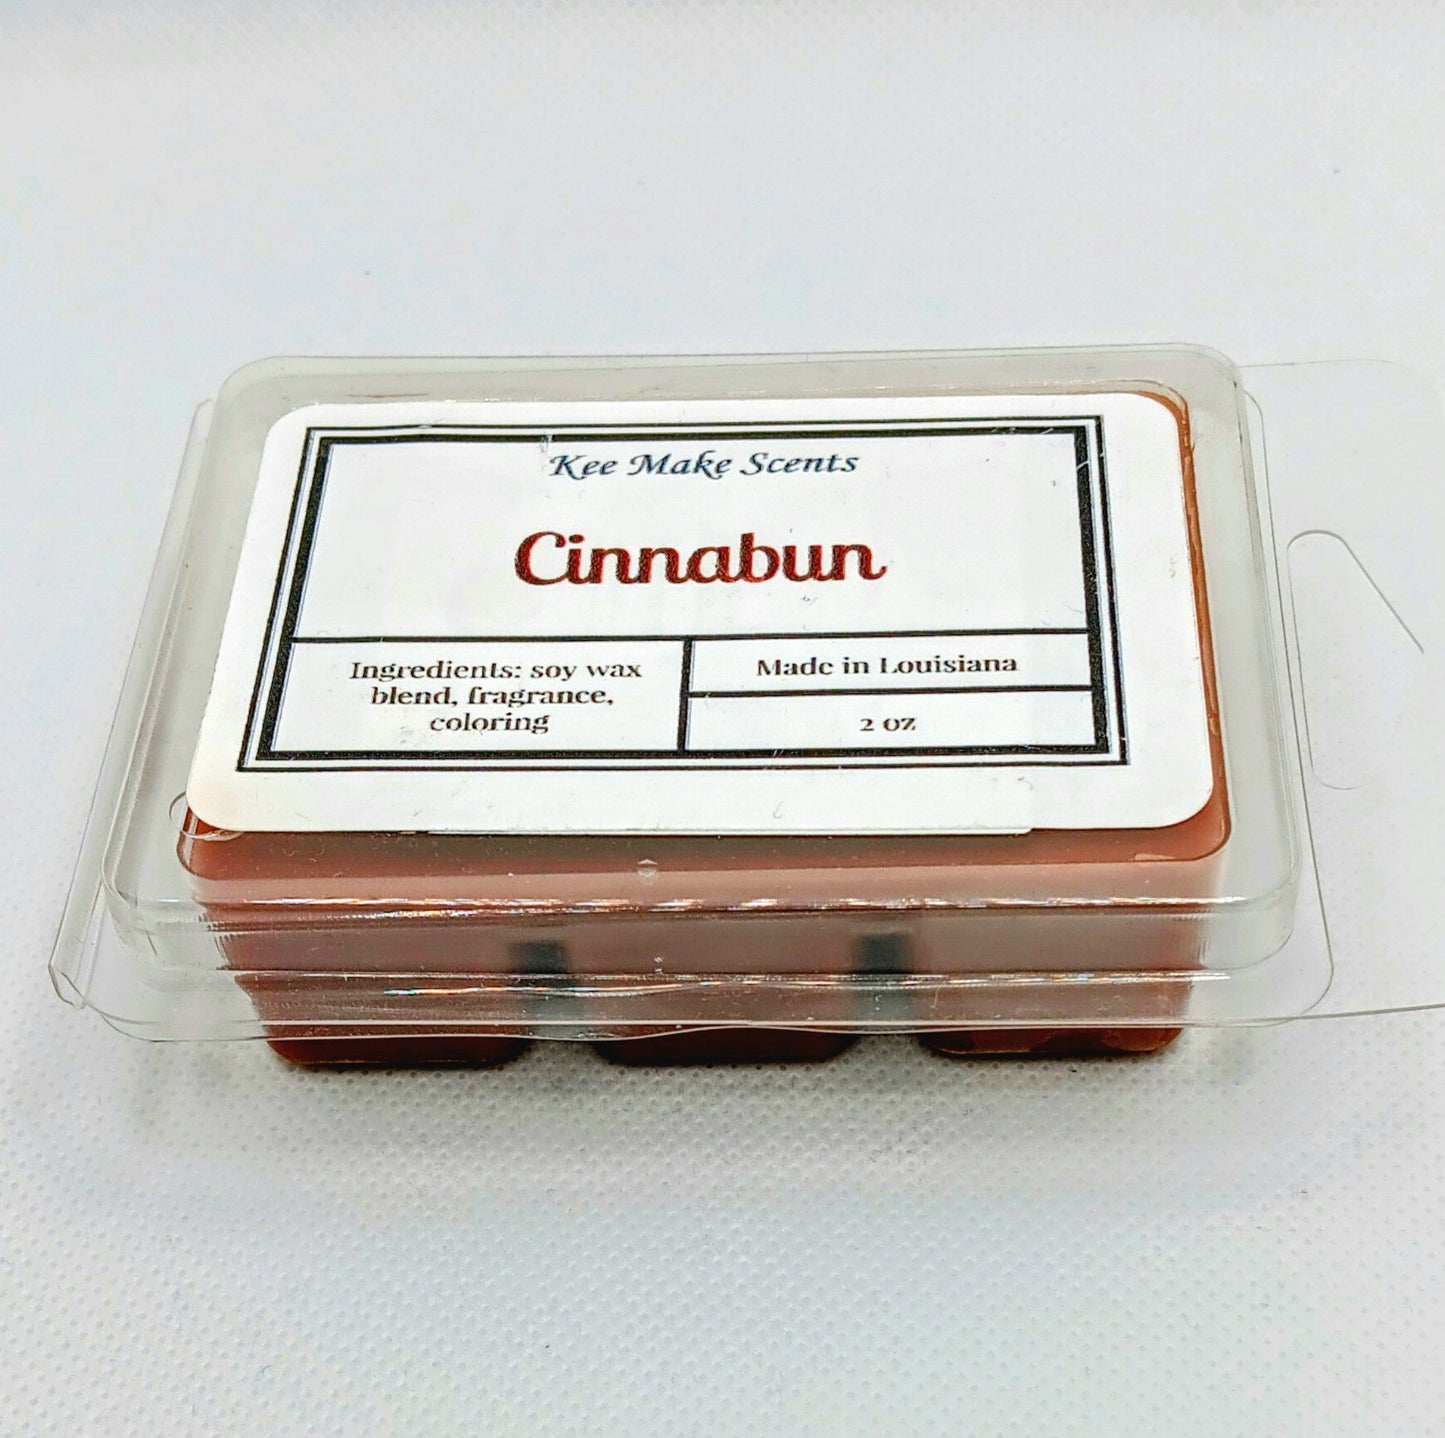 Kee Make Scents
Cinnabun
Ingredients: soy wax
blend, fragrance,
coloring
Made in Louisiana
2 oz